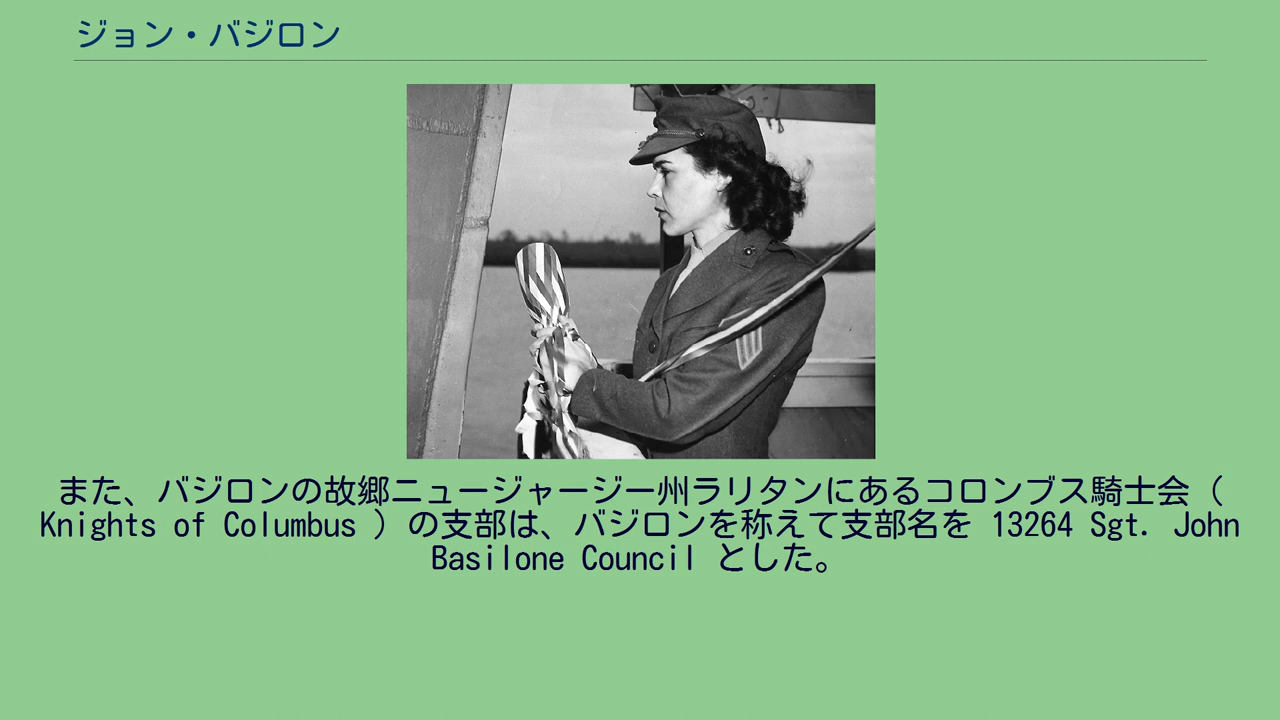 ジョン・バジロン
また、バジロンの故郷ニュージャージー州ラリタンにあるコロンブス騎士会（
Knights of Columbus ）の支部は、バジロンを称えて支部名を 13264 Sgt. John
Basilone Council とした。